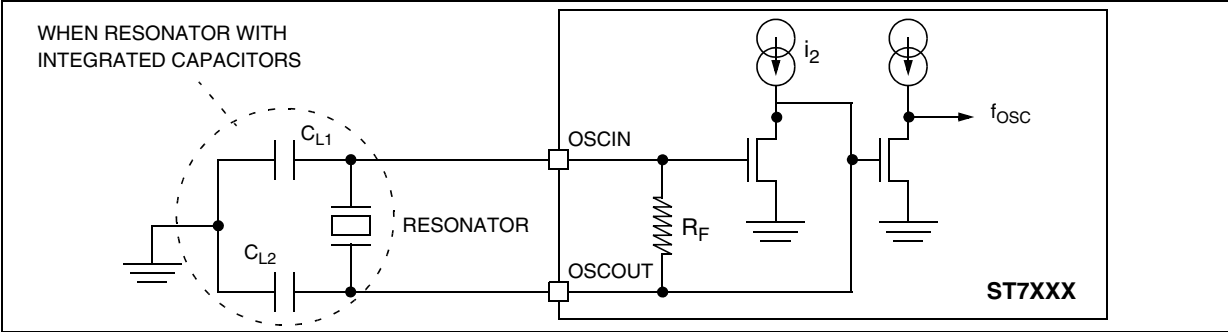 WHEN RESONATOR WITH
INTEGRATED CAPACITORS
i2
CL1
OSCIN
fOSC
RESONATOR
RF
CL2
OSCOUT
ST7XXX